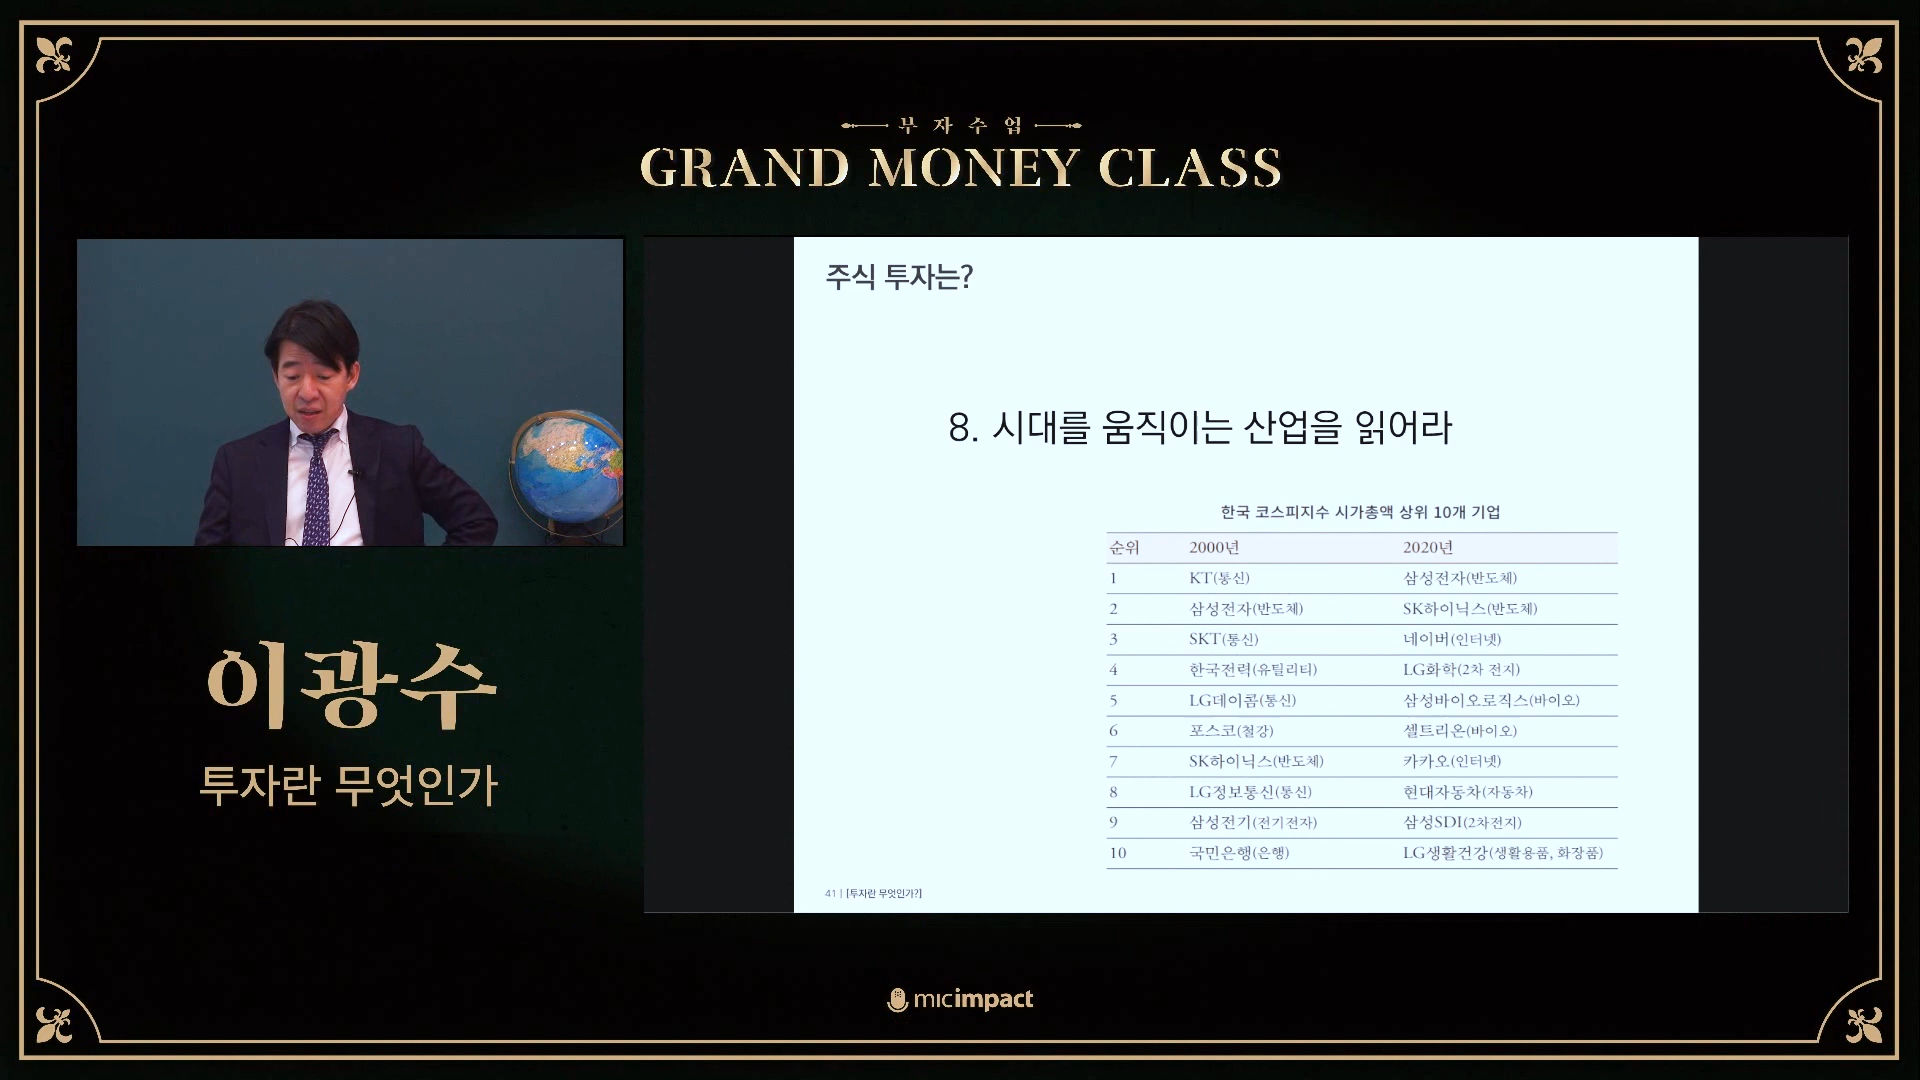 부 자 수 업
GRAND MONEY CLASS
주식 투자는?
8. 시대를 움직이는 산업을 읽어라
한국 코스피지수 시가총액 상위 10개 기업
순위 2000년 2020년
1 KT(통신) 삼성전자(반도체)
2 삼성전자(반도체) SK하이닉스(반도체)
3 SKT(통신) 네이버(인터넷)
4 한국전력(유틸리티) LG화학(2차 전지)
5 LG데이콤(통신) 삼성바이오로직스(바이오)
6 포스코(철강) 셀트리온(바이오)
7 SK하이닉스(반도체) 카카오(인터넷)
8 LG정보통신(통신) 현대자동차(자동차)
9 삼성전기(전기전자) 삼성SDI(2차전지)
10 국민은행(은행) LG생활건강(생활용품, 화장품)
41 | [투자란 무엇인가?]
이광수
투자란 무엇인가
micimpact